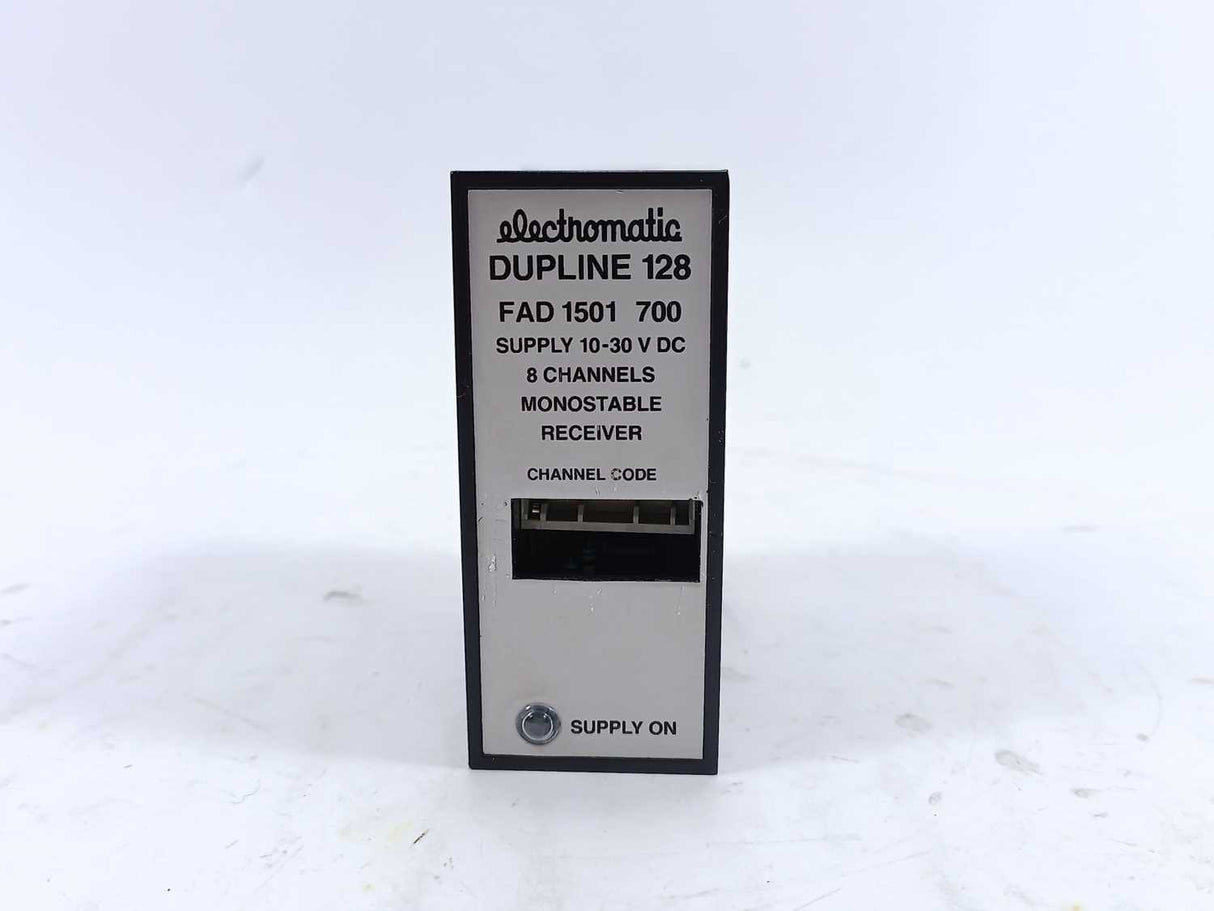 electromatic
DUPLINE 128
FAD 1501 700
SUPPLY 10-30 V DC
8 CHANNELS
MONOSTABLE
RECEIVER
CHANNEL CODE
SUPPLY ON